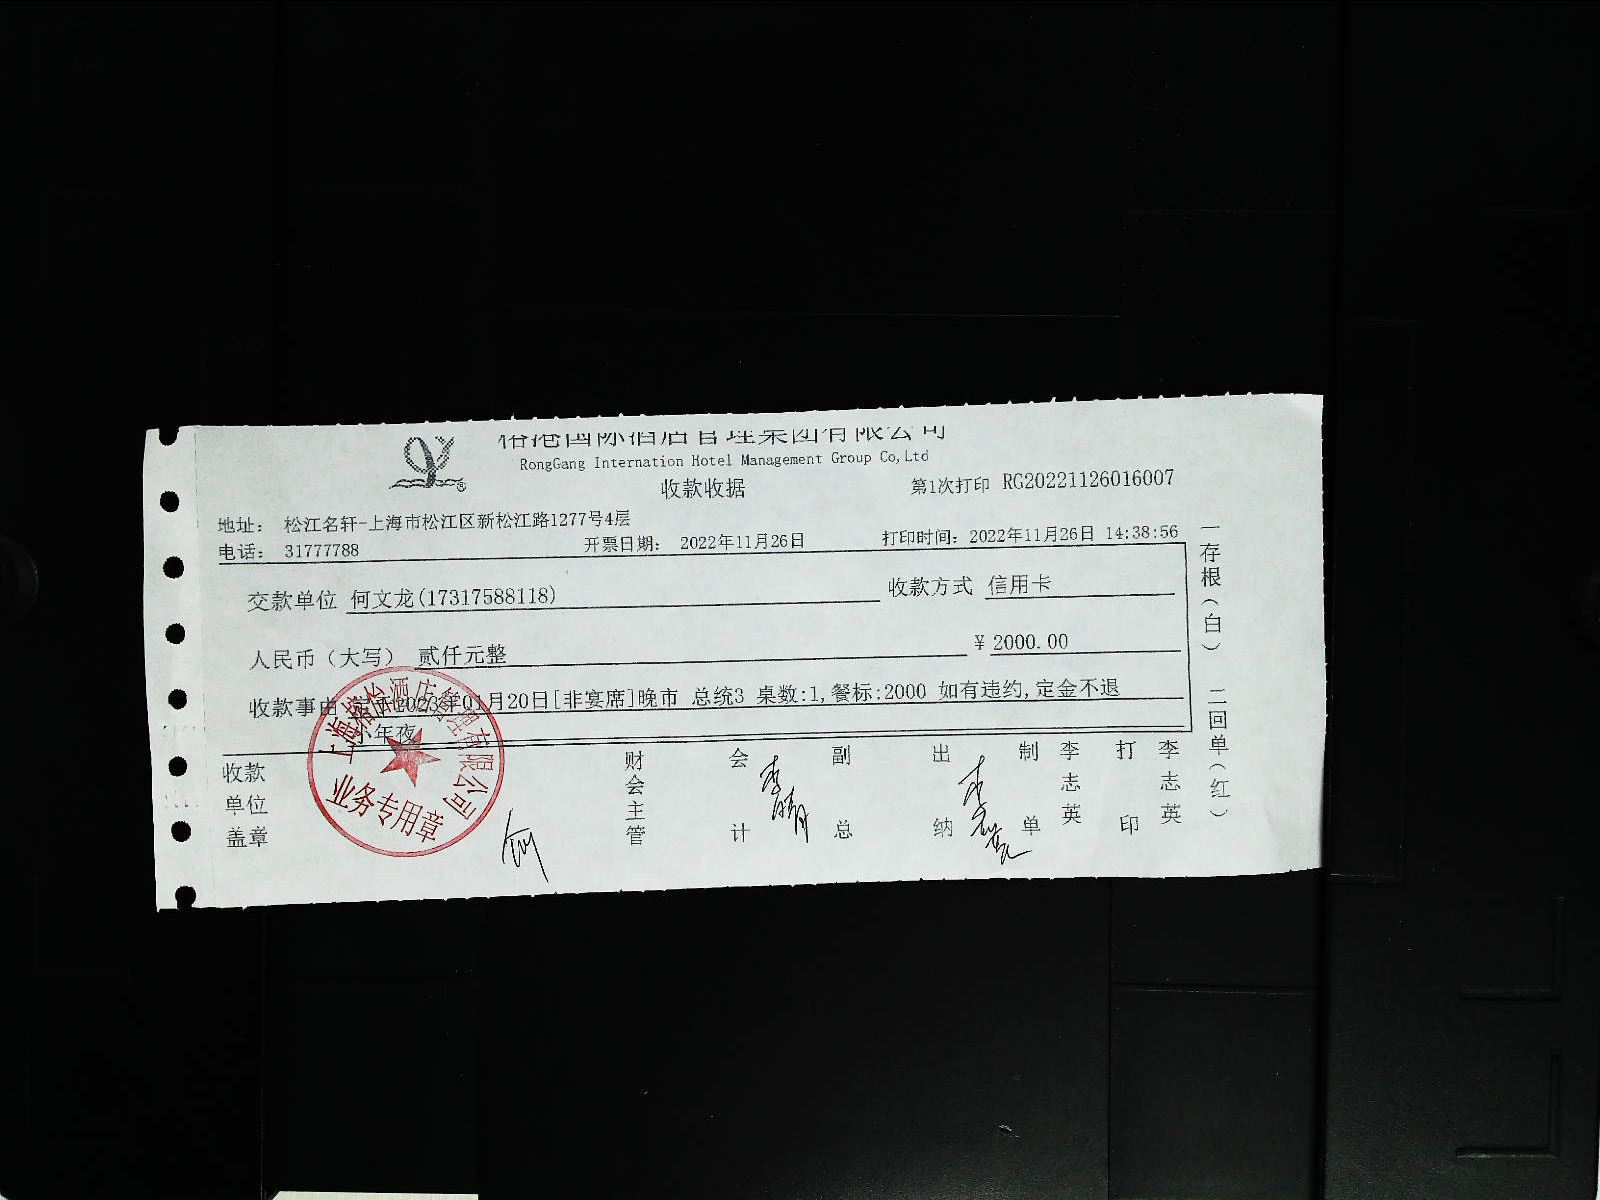 国际酒店管理集团有限公司
RongGang Internation Hotel Management Group Co,Ltd
收款收据
第1次打印 RG20221126016007
地址： 松江名轩-上海市松江区新松江路1277号4层
电话： 31777788 开票日期： 2022年11月26日 打印时间：2022年11月26日 14:38:56
交款单位 何文龙(17317588118) 收款方式 信用卡
人民币（大写） 贰仟元整 ¥ 2000.00
收款事由 2023年01月20日[非宴席]晚市 总统3 桌数:1,餐标:2000 如有违约,定金不退
小年夜
收款单位盖章
财会主管
会计
副总
出纳
制单
李志英
打印
李志英
一存根（白） 二回单（红）
酒店管理有限公司
业务专用章